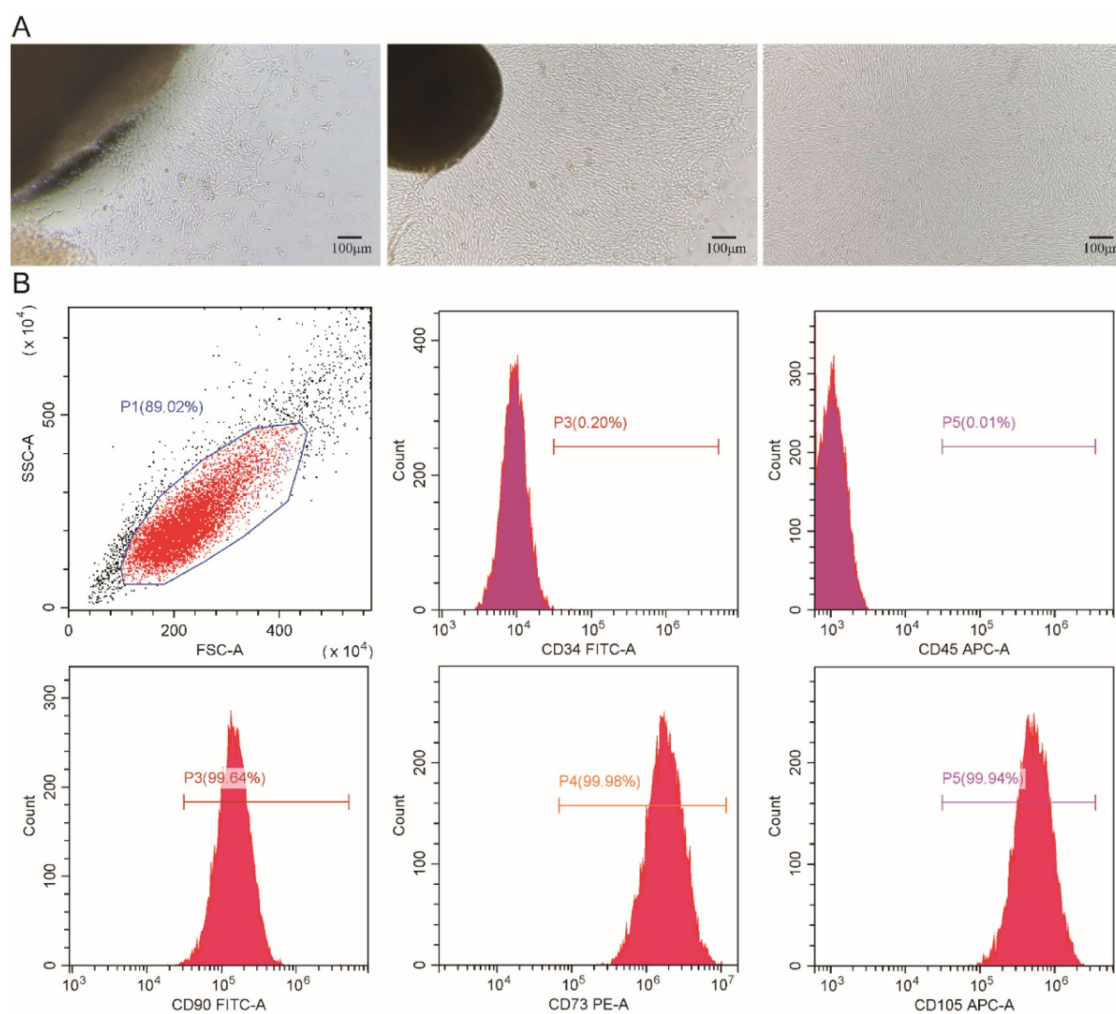 A
100μm
100μm
100μm
B
(x 10⁴)
SSC-A
500
0
P1(89.02%)
0
200
400
FSC-A
(x 10⁴)
Count
400
200
0
P3(0.20%)
10³
10⁴
10⁵
10⁶
CD34 FITC-A
Count
300
200
100
0
P5(0.01%)
10³
10⁴
10⁵
10⁶
CD45 APC-A
Count
300
200
100
0
P3(99.64%)
10³
10⁴
10⁵
10⁶
CD90 FITC-A
Count
200
100
0
P4(99.98%)
10³
10⁴
10⁵
10⁶
10⁷
CD73 PE-A
Count
200
100
0
P5(99.94%)
10³
10⁴
10⁵
10⁶
CD105 APC-A